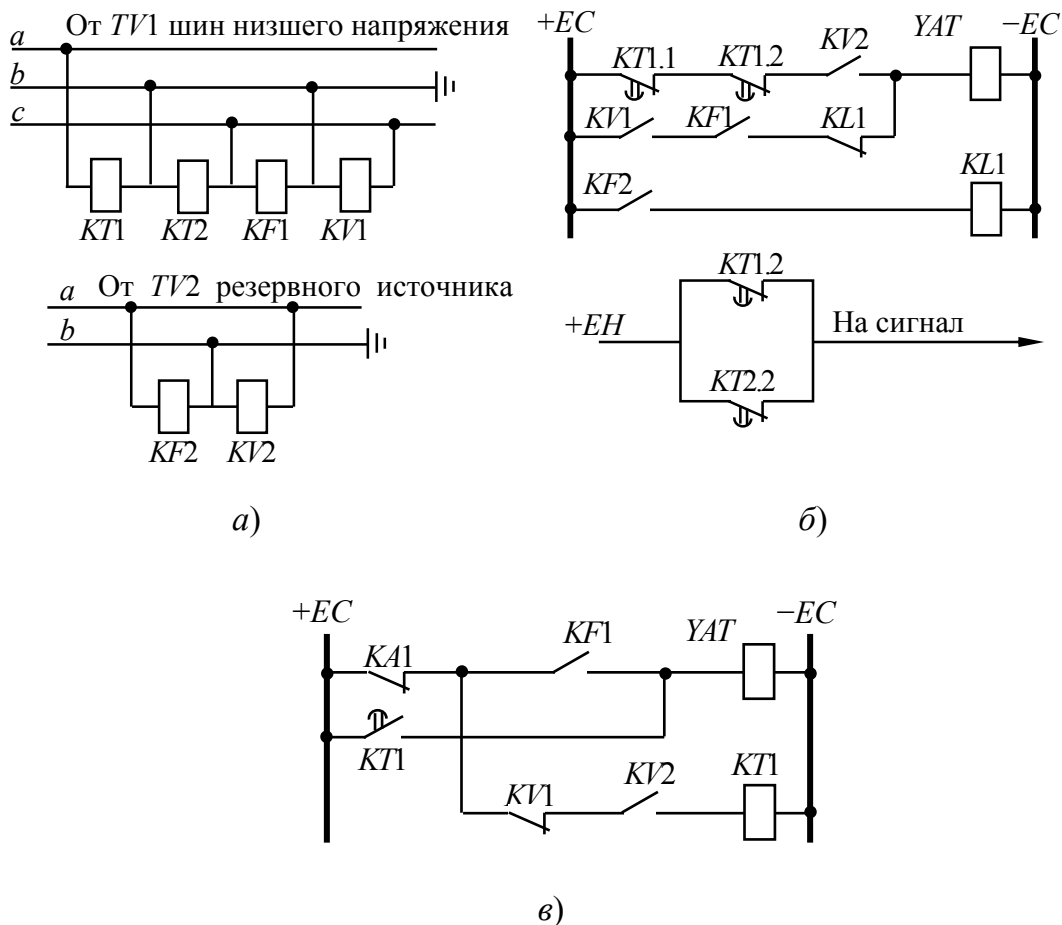 От TV1 шин низшего напряжения
a
b
c
KT1 KT2 KF1 KV1
От TV2 резервного источника
a
b
KF2 KV2
а)
+EC YAT −EC
KT1.1 KT1.2 KV2
KV1 KF1 KL1
KF2 KL1
KT1.2
+EH На сигнал
KT2.2
б)
+EC YAT −EC
KA1 KF1
KT1
KV1 KV2 KT1
в)